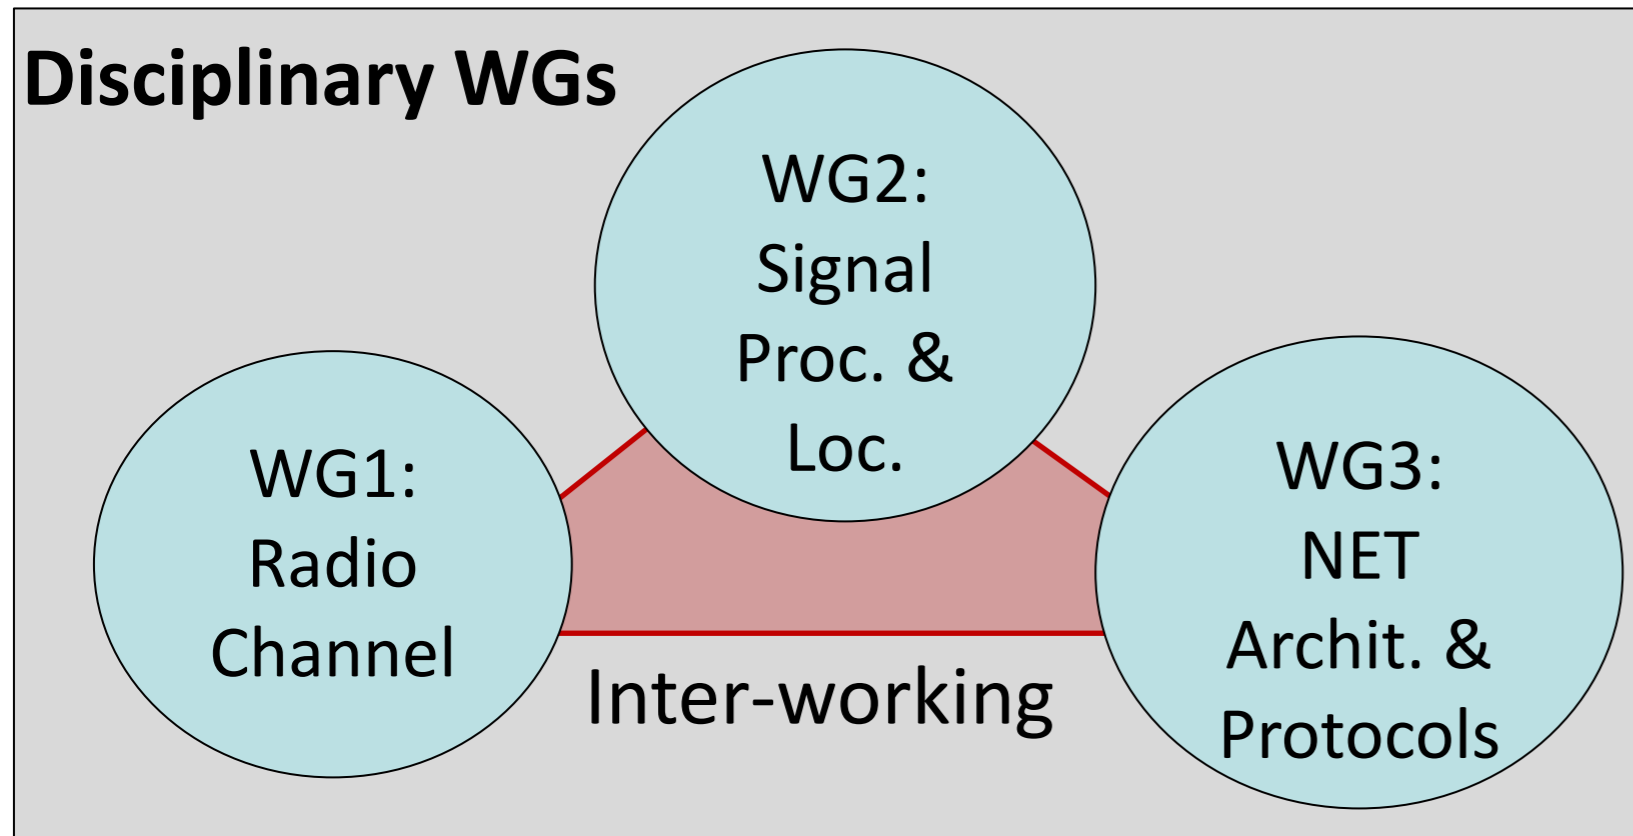 Disciplinary WGs
WG1:
Radio
Channel
WG2:
Signal
Proc. &
Loc.
WG3:
NET
Archit. &
Protocols
Inter-working